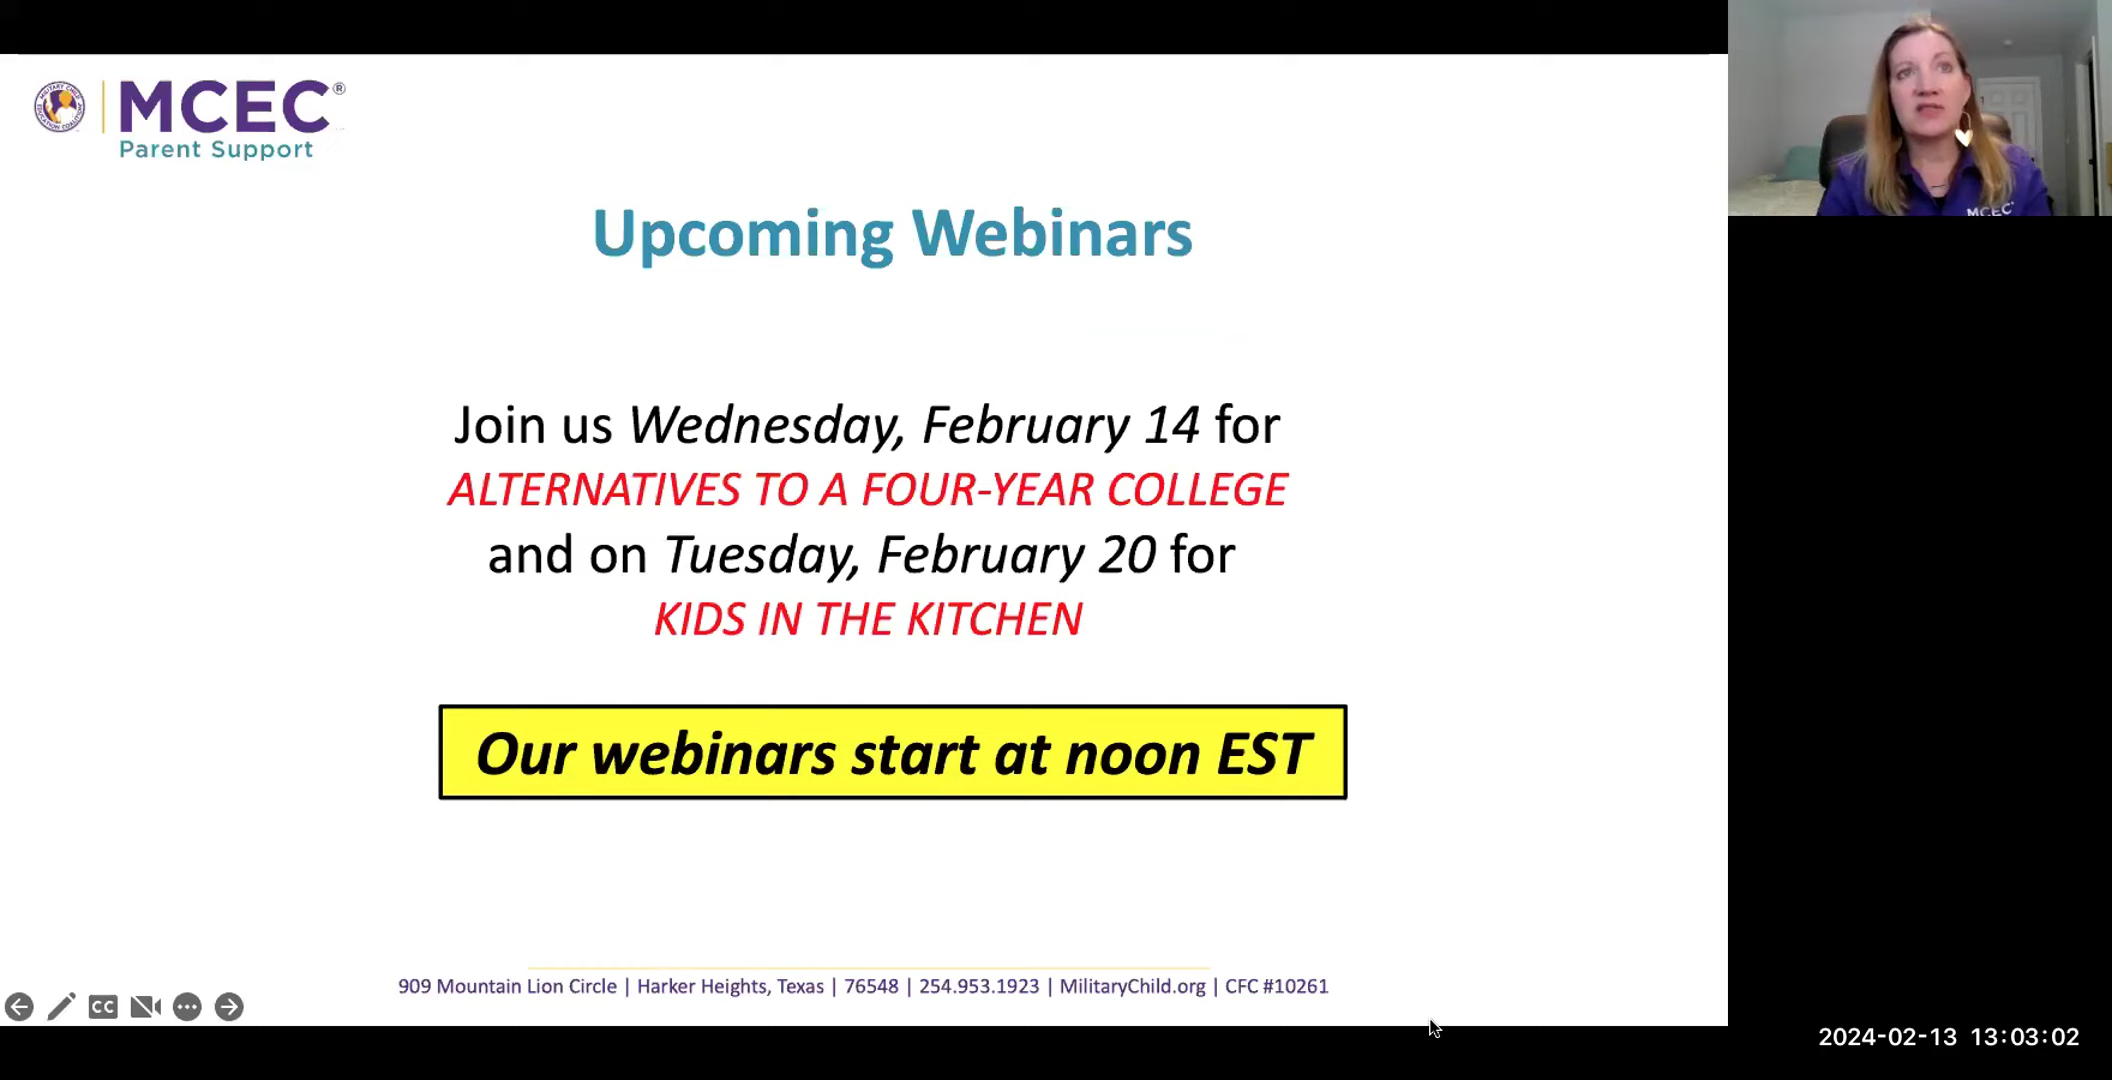 MCEC®
Parent Support
Upcoming Webinars
Join us Wednesday, February 14 for
ALTERNATIVES TO A FOUR-YEAR COLLEGE
and on Tuesday, February 20 for
KIDS IN THE KITCHEN
Our webinars start at noon EST
909 Mountain Lion Circle | Harker Heights, Texas | 76548 | 254.953.1923 | MilitaryChild.org | CFC #10261
CC
MCEC
2024-02-13 13:03:02